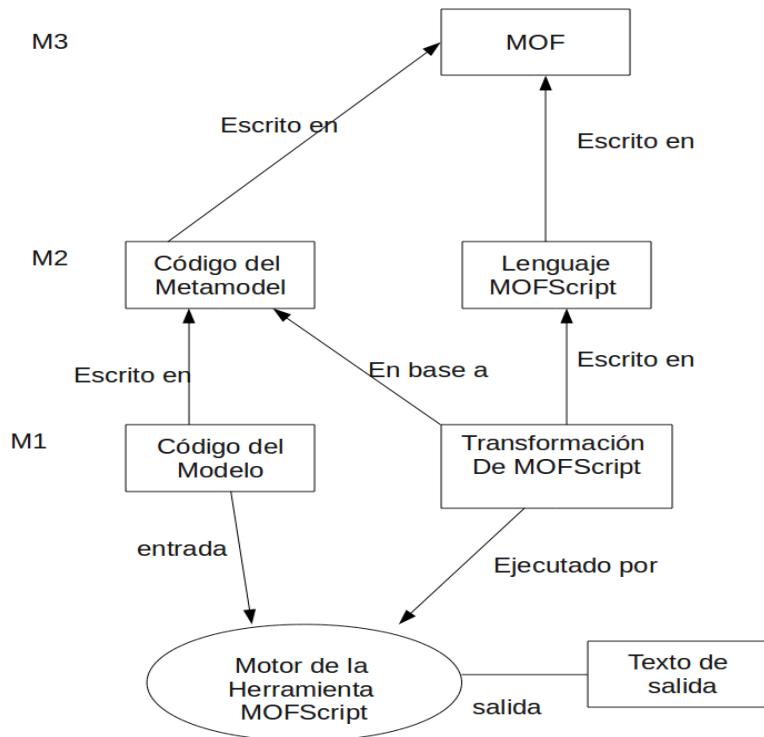 M3
MOF
Escrito en
Escrito en
M2
Código del
Metamodel
Lenguaje
MOFScript
Escrito en
En base a
Escrito en
M1
Código del
Modelo
Transformación
De MOFScript
entrada
Ejecutado por
Motor de la
Herramienta
MOFScript
salida
Texto de
salida